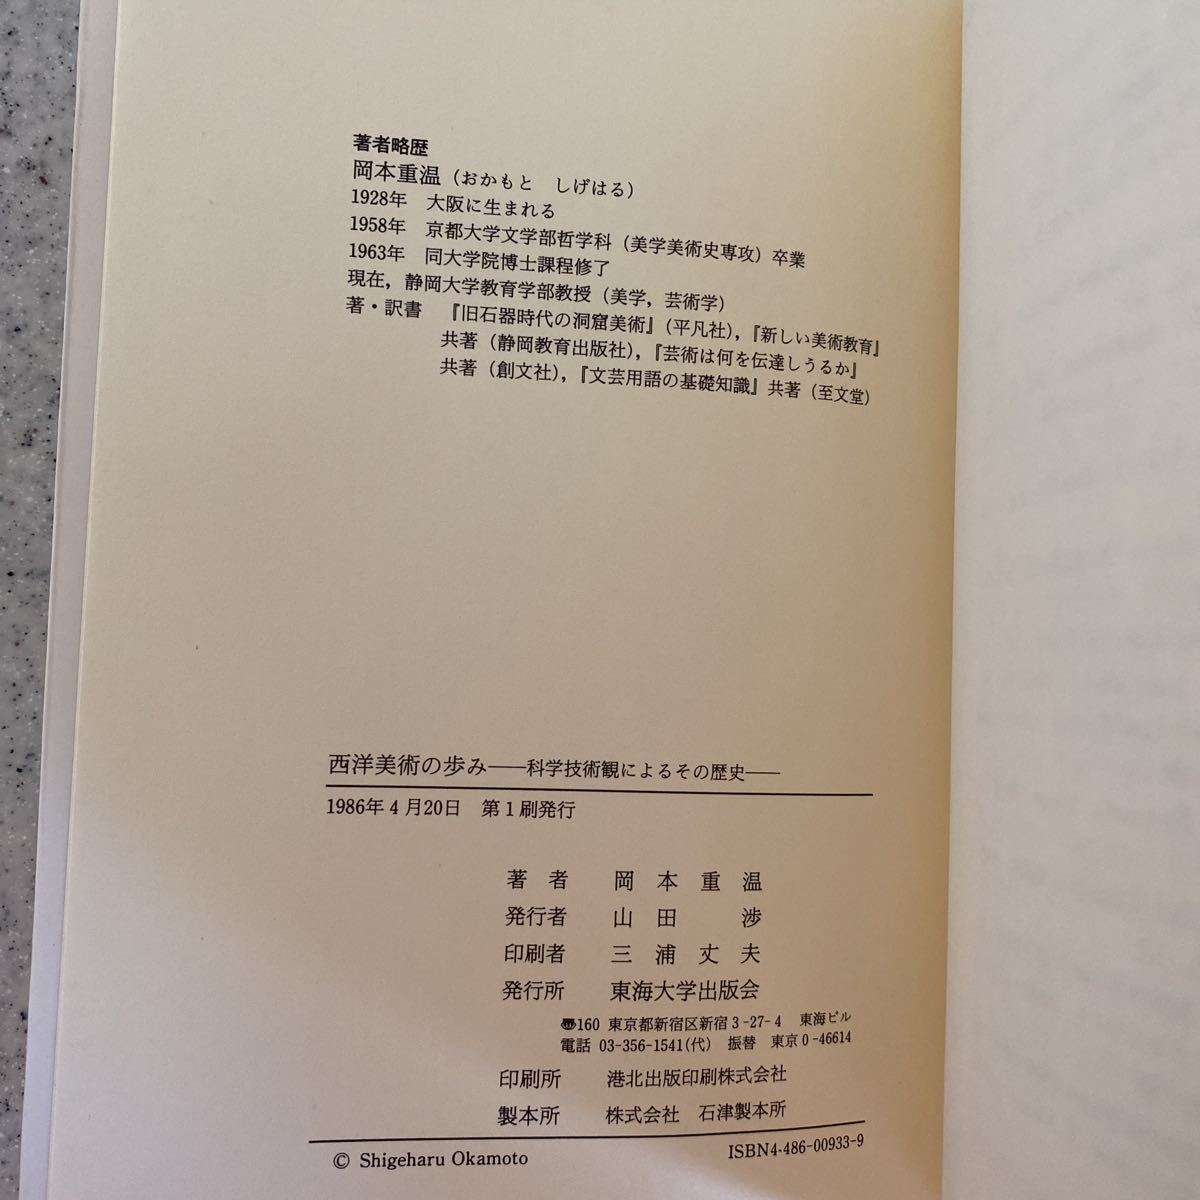 著者略歴
岡本重温（おかもと　しげはる）
1928年　大阪に生まれる
1958年　京都大学文学部哲学科（美学美術史専攻）卒業
1963年　同大学院博士課程修了
現在，静岡大学教育学部教授（美学，芸術学）
著・訳書　『旧石器時代の洞窟美術』（平凡社），『新しい美術教育』
共著（静岡教育出版社），『芸術は何を伝達しうるか』
共著（創文社），『文芸用語の基礎知識』共著（至文堂）
西洋美術の歩み――科学技術観によるその歴史――
1986年4月20日　第1刷発行
著　者　岡　本　重　温
発行者　山　田　　渉
印刷者　三　浦　丈　夫
発行所　東海大学出版会
〠160 東京都新宿区新宿3-27-4　東海ビル
電話 03-356-1541(代)　振替　東京0-46614
印刷所　港北出版印刷株式会社
製本所　株式会社　石津製本所
© Shigeharu Okamoto　ISBN4-486-00933-9